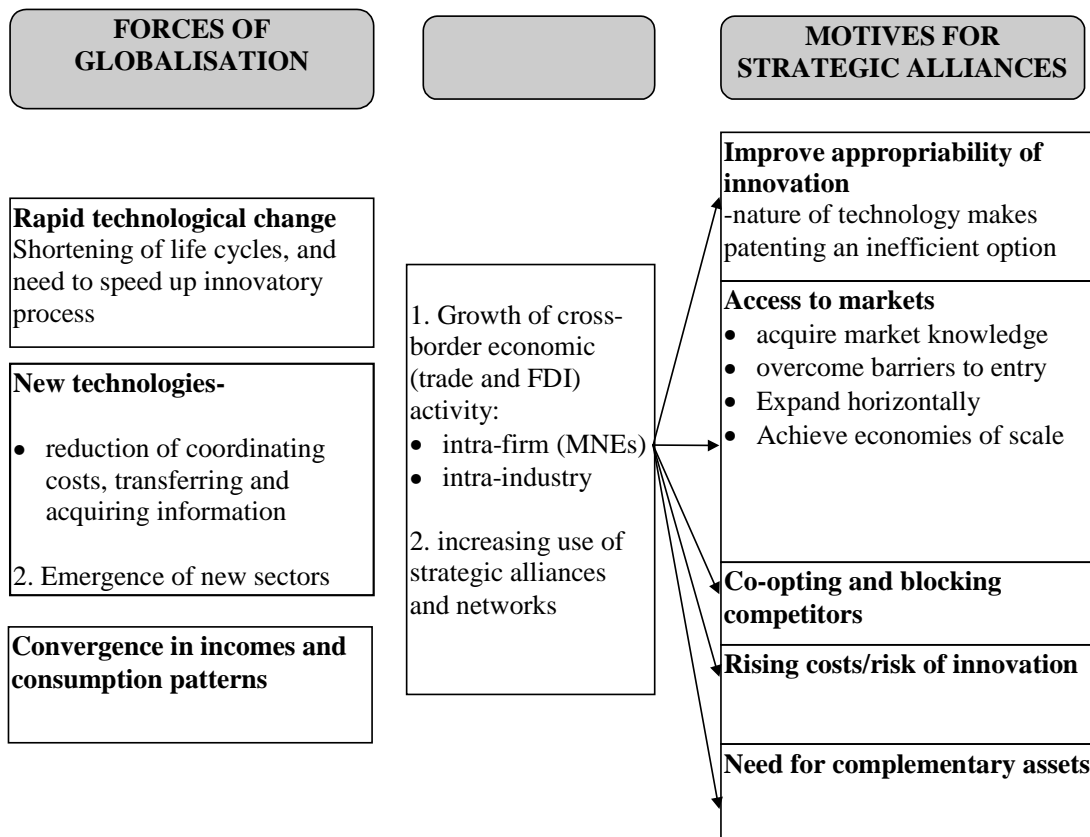 FORCES OF
GLOBALISATION
MOTIVES FOR
STRATEGIC ALLIANCES
Rapid technological change
Shortening of life cycles, and
need to speed up innovatory
process
New technologies-
• reduction of coordinating
costs, transferring and
acquiring information
2. Emergence of new sectors
Convergence in incomes and
consumption patterns
1. Growth of cross-
border economic
(trade and FDI)
activity:
• intra-firm (MNEs)
• intra-industry
2. increasing use of
strategic alliances
and networks
Improve appropriability of
innovation
-nature of technology makes
patenting an inefficient option
Access to markets
• acquire market knowledge
• overcome barriers to entry
• Expand horizontally
• Achieve economies of scale
Co-opting and blocking
competitors
Rising costs/risk of innovation
Need for complementary assets